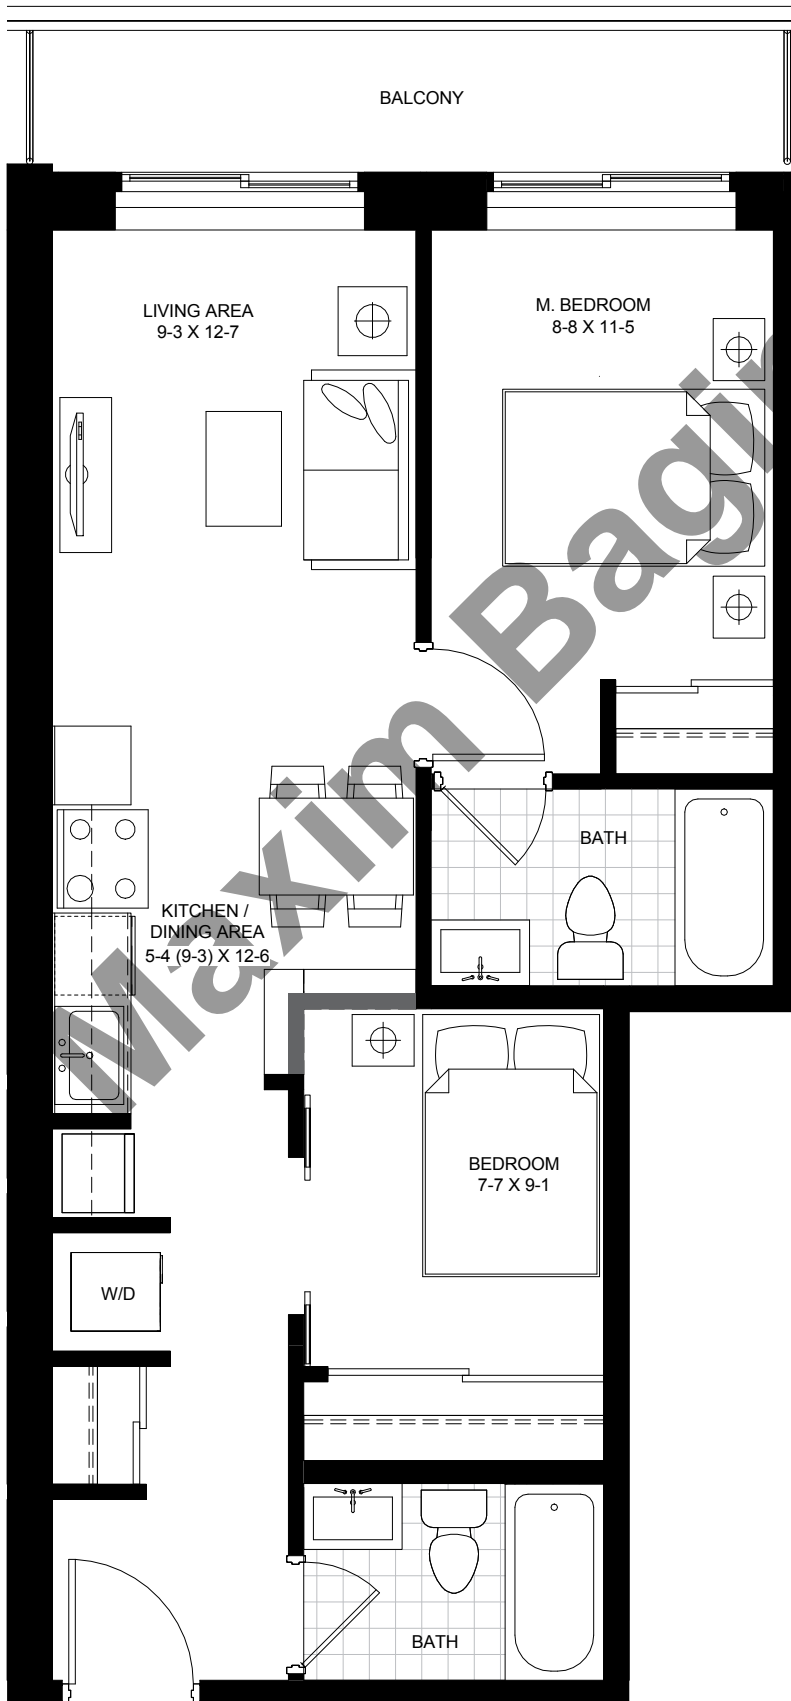 BALCONY
LIVING AREA
9-3 X 12-7
M. BEDROOM
8-8 X 11-5
BATH
KITCHEN /
DINING AREA
5-4 (9-3) X 12-6
BEDROOM
7-7 X 9-1
W/D
BATH
Maxim